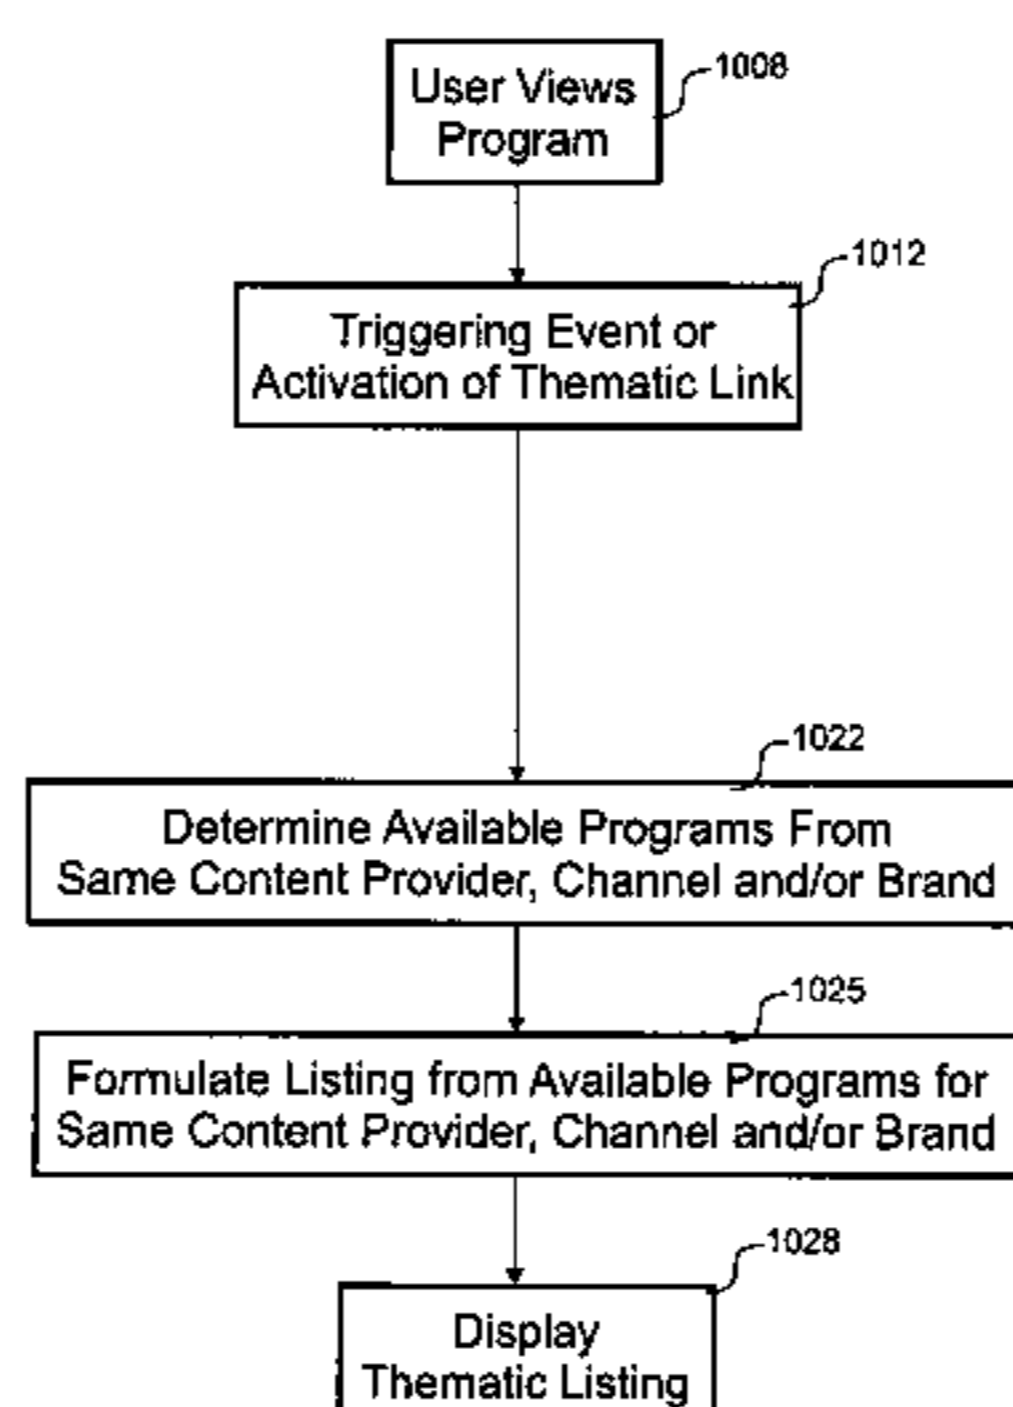 User Views
Program
1008
Triggering Event or
Activation of Thematic Link
1012
Determine Available Programs From
Same Content Provider, Channel and/or Brand
1022
Formulate Listing from Available Programs for
Same Content Provider, Channel and/or Brand
1025
Display
Thematic Listing
1028